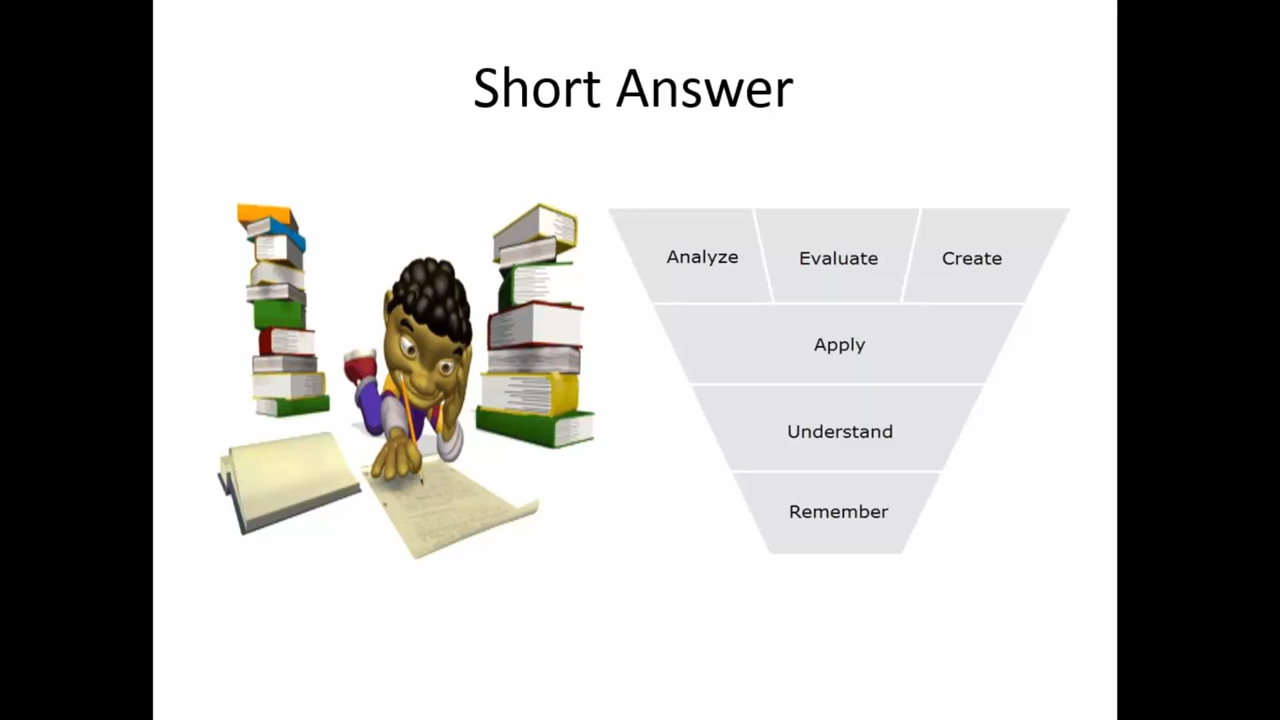 Short Answer
Analyze
Evaluate
Create
Apply
Understand
Remember